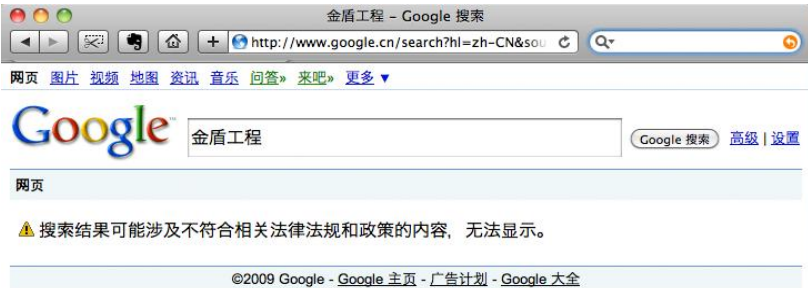 金盾工程 - Google 搜索
http://www.google.cn/search?hl=zh-CN&sou
网页 图片 视频 地图 资讯 音乐 问答» 来吧» 更多 ▼
Google™ 金盾工程 Google 搜索 高级 | 设置
网页
搜索结果可能涉及不符合相关法律法规和政策的内容，无法显示。
©2009 Google - Google 主页 - 广告计划 - Google 大全